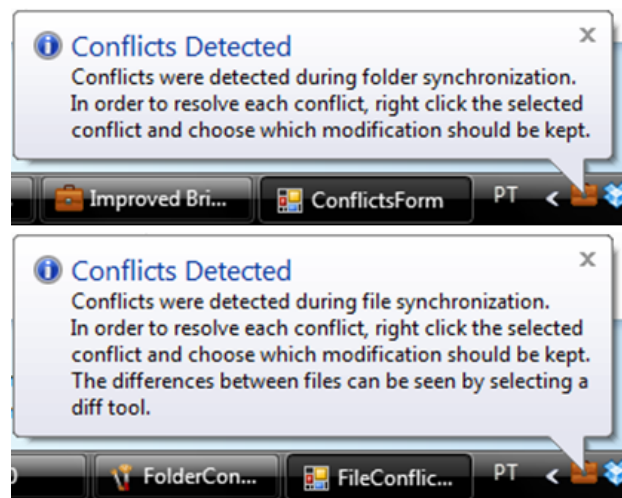 Conflicts Detected
Conflicts were detected during folder synchronization.
In order to resolve each conflict, right click the selected
conflict and choose which modification should be kept.
Improved Bri... ConflictsForm PT <
Conflicts Detected
Conflicts were detected during file synchronization.
In order to resolve each conflict, right click the selected
conflict and choose which modification should be kept.
The differences between files can be seen by selecting a
diff tool.
FolderCon... FileConflic... PT <